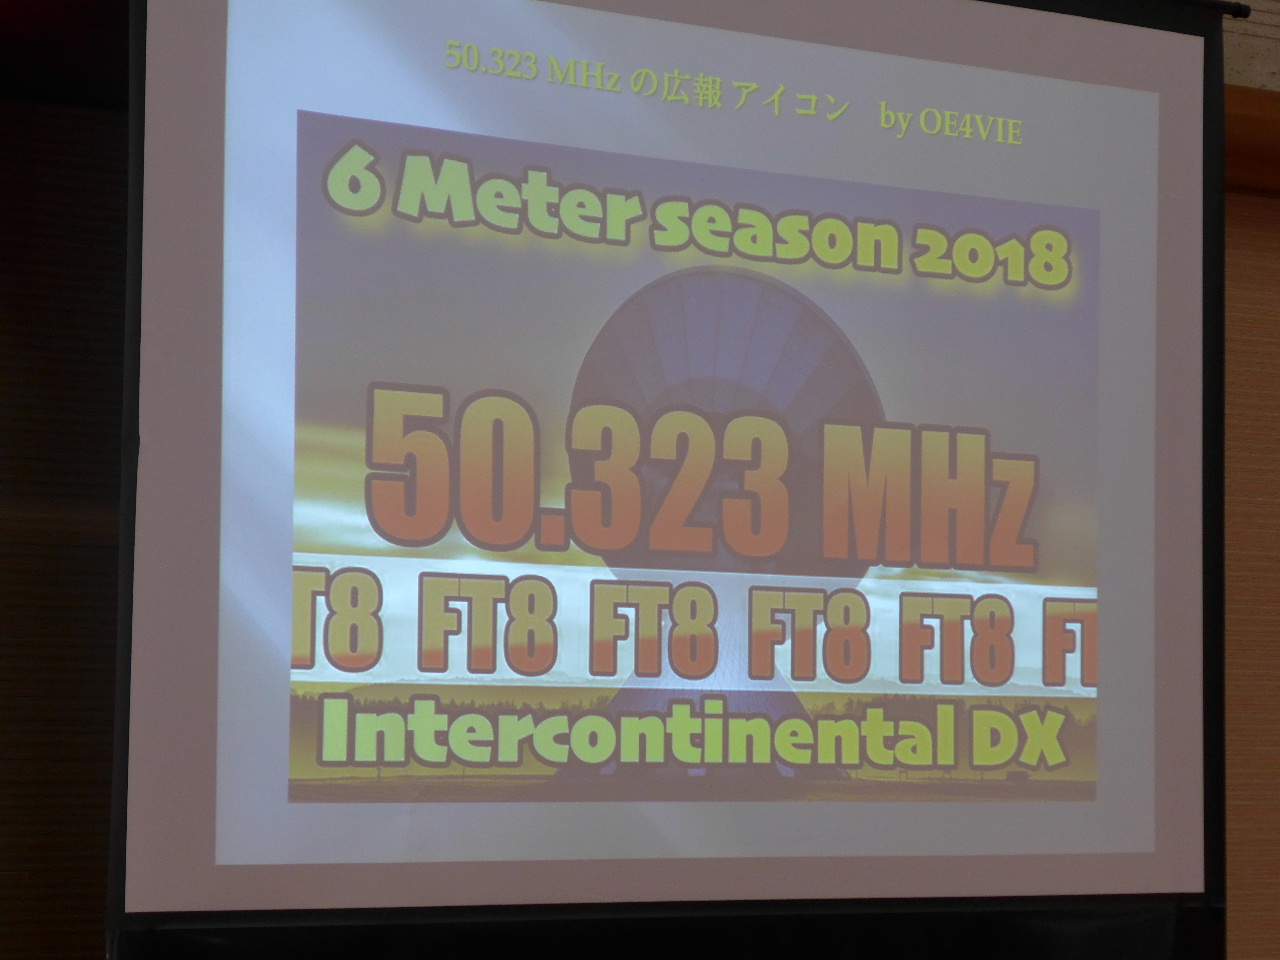 50.323 MHz の広報 アイコン by OE4VIE
6 Meter season 2018
50.323 MHz
T8 FT8 FT8 FT8 FT8 FT
Intercontinental DX